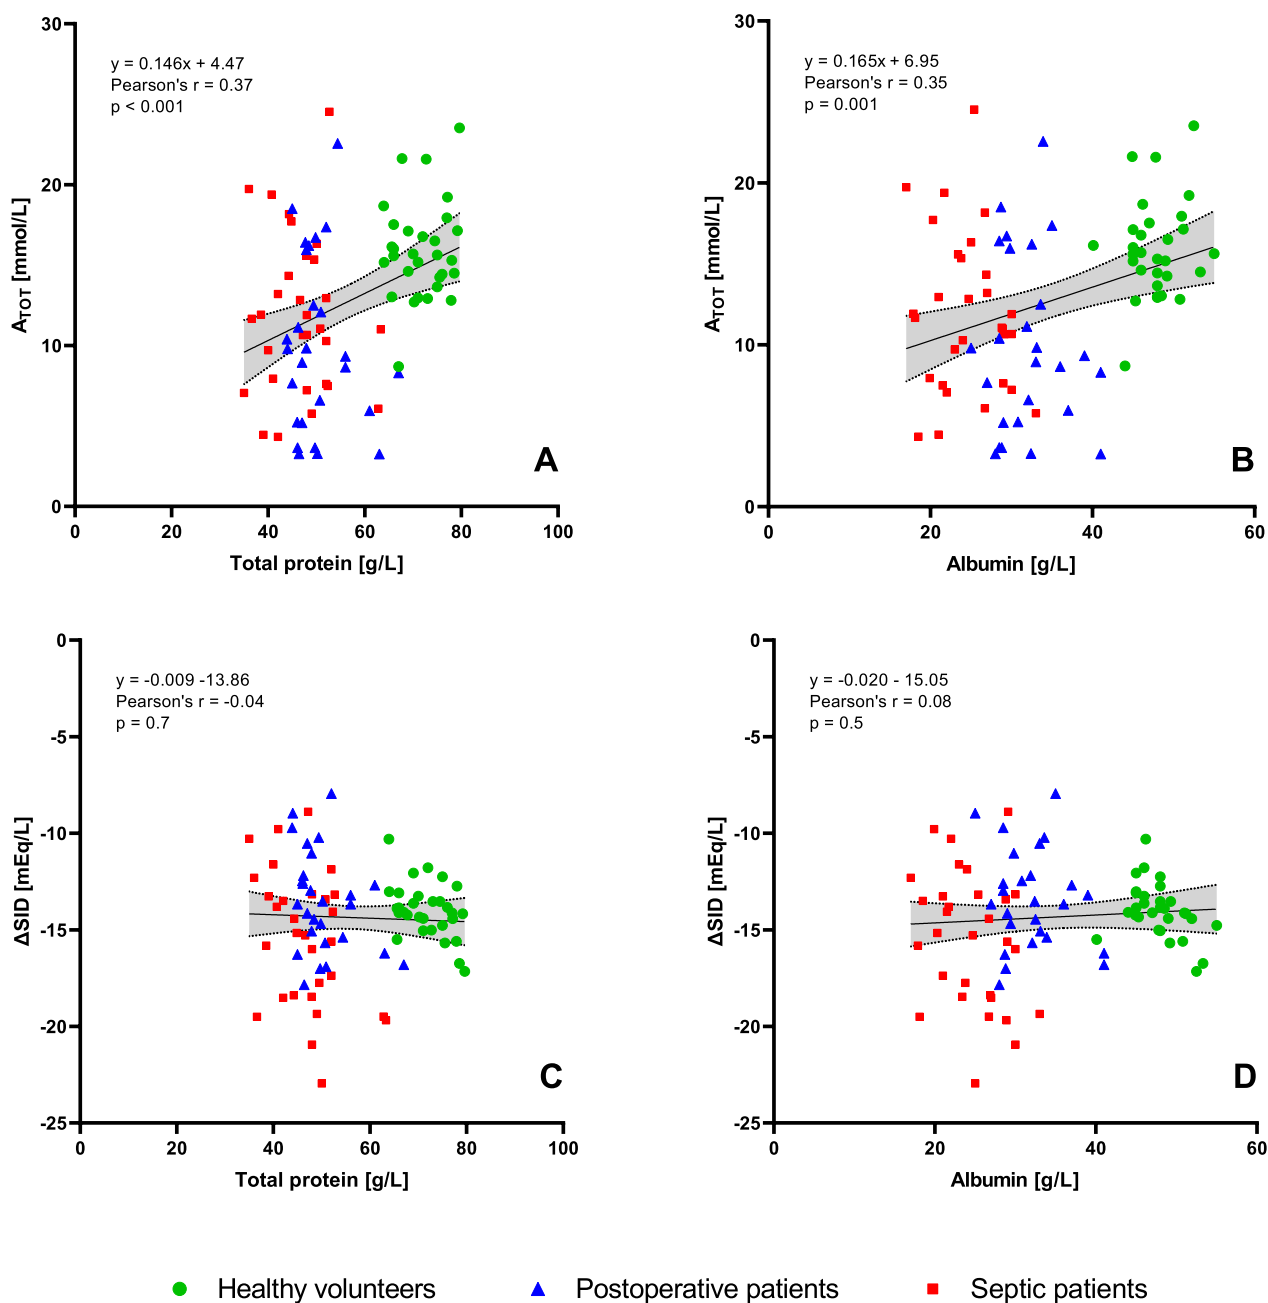 30
20
10
0
0 20 40 60 80 100
A_TOT [mmol/L]
Total protein [g/L]
y = 0.146x + 4.47
Pearson's r = 0.37
p < 0.001
A
30
20
10
0
0 20 40 60
A_TOT [mmol/L]
Albumin [g/L]
y = 0.165x + 6.95
Pearson's r = 0.35
p = 0.001
B
0
-5
-10
-15
-20
-25
0 20 40 60 80 100
ΔSID [mEq/L]
Total protein [g/L]
y = -0.009 -13.86
Pearson's r = -0.04
p = 0.7
C
0
-5
-10
-15
-20
-25
0 20 40 60
ΔSID [mEq/L]
Albumin [g/L]
y = -0.020 - 15.05
Pearson's r = 0.08
p = 0.5
D
Healthy volunteers Postoperative patients Septic patients